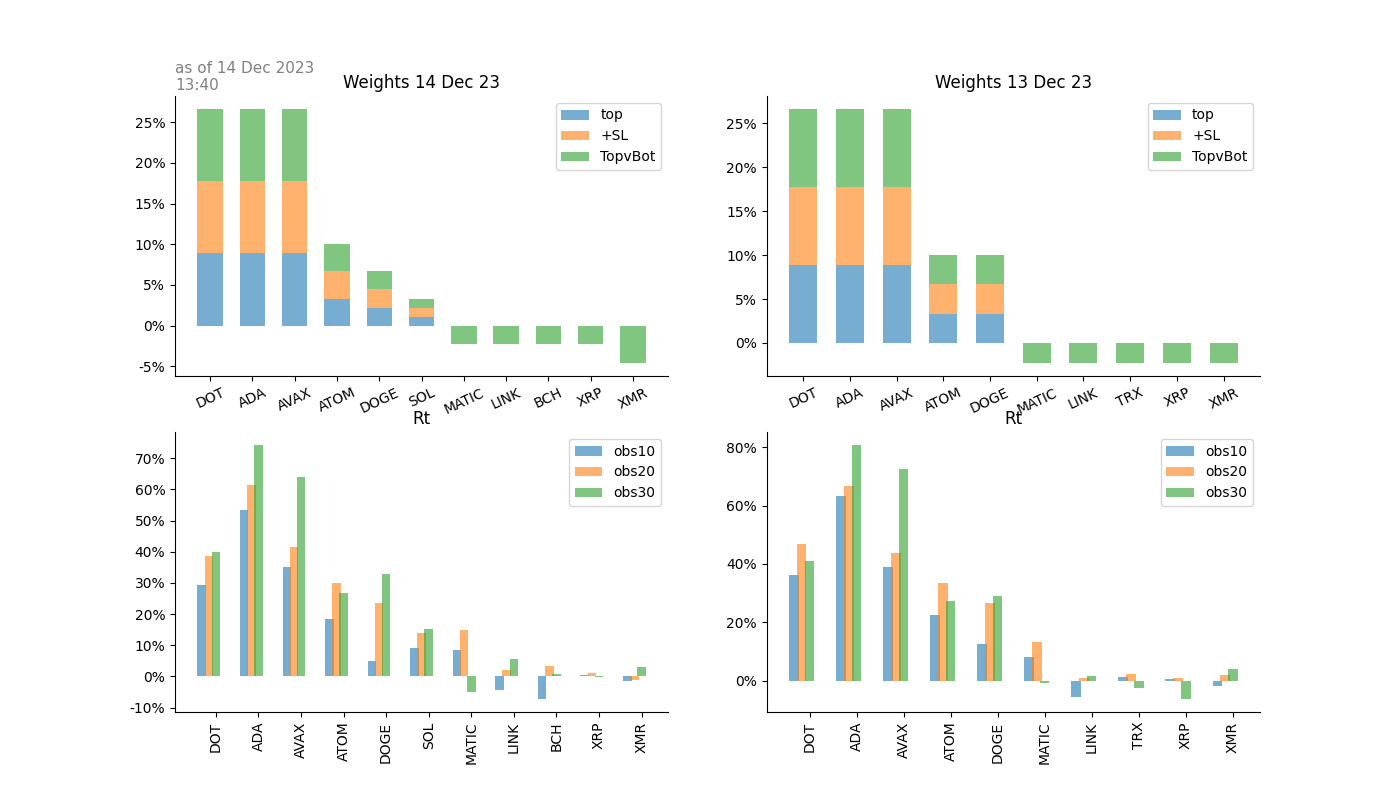 as of 14 Dec 2023
13:40
Weights 14 Dec 23
25%
20%
15%
10%
5%
0%
-5%
top
+SL
TopvBot
DOT ADA AVAX ATOM DOGE SOL MATIC LINK BCH XRP XMR
Weights 13 Dec 23
25%
20%
15%
10%
5%
0%
top
+SL
TopvBot
DOT ADA AVAX ATOM DOGE MATIC LINK TRX XRP XMR
Rt
70%
60%
50%
40%
30%
20%
10%
0%
-10%
obs10
obs20
obs30
DOT ADA AVAX ATOM DOGE SOL MATIC LINK BCH XRP XMR
Rt
80%
60%
40%
20%
0%
obs10
obs20
obs30
DOT ADA AVAX ATOM DOGE MATIC LINK TRX XRP XMR